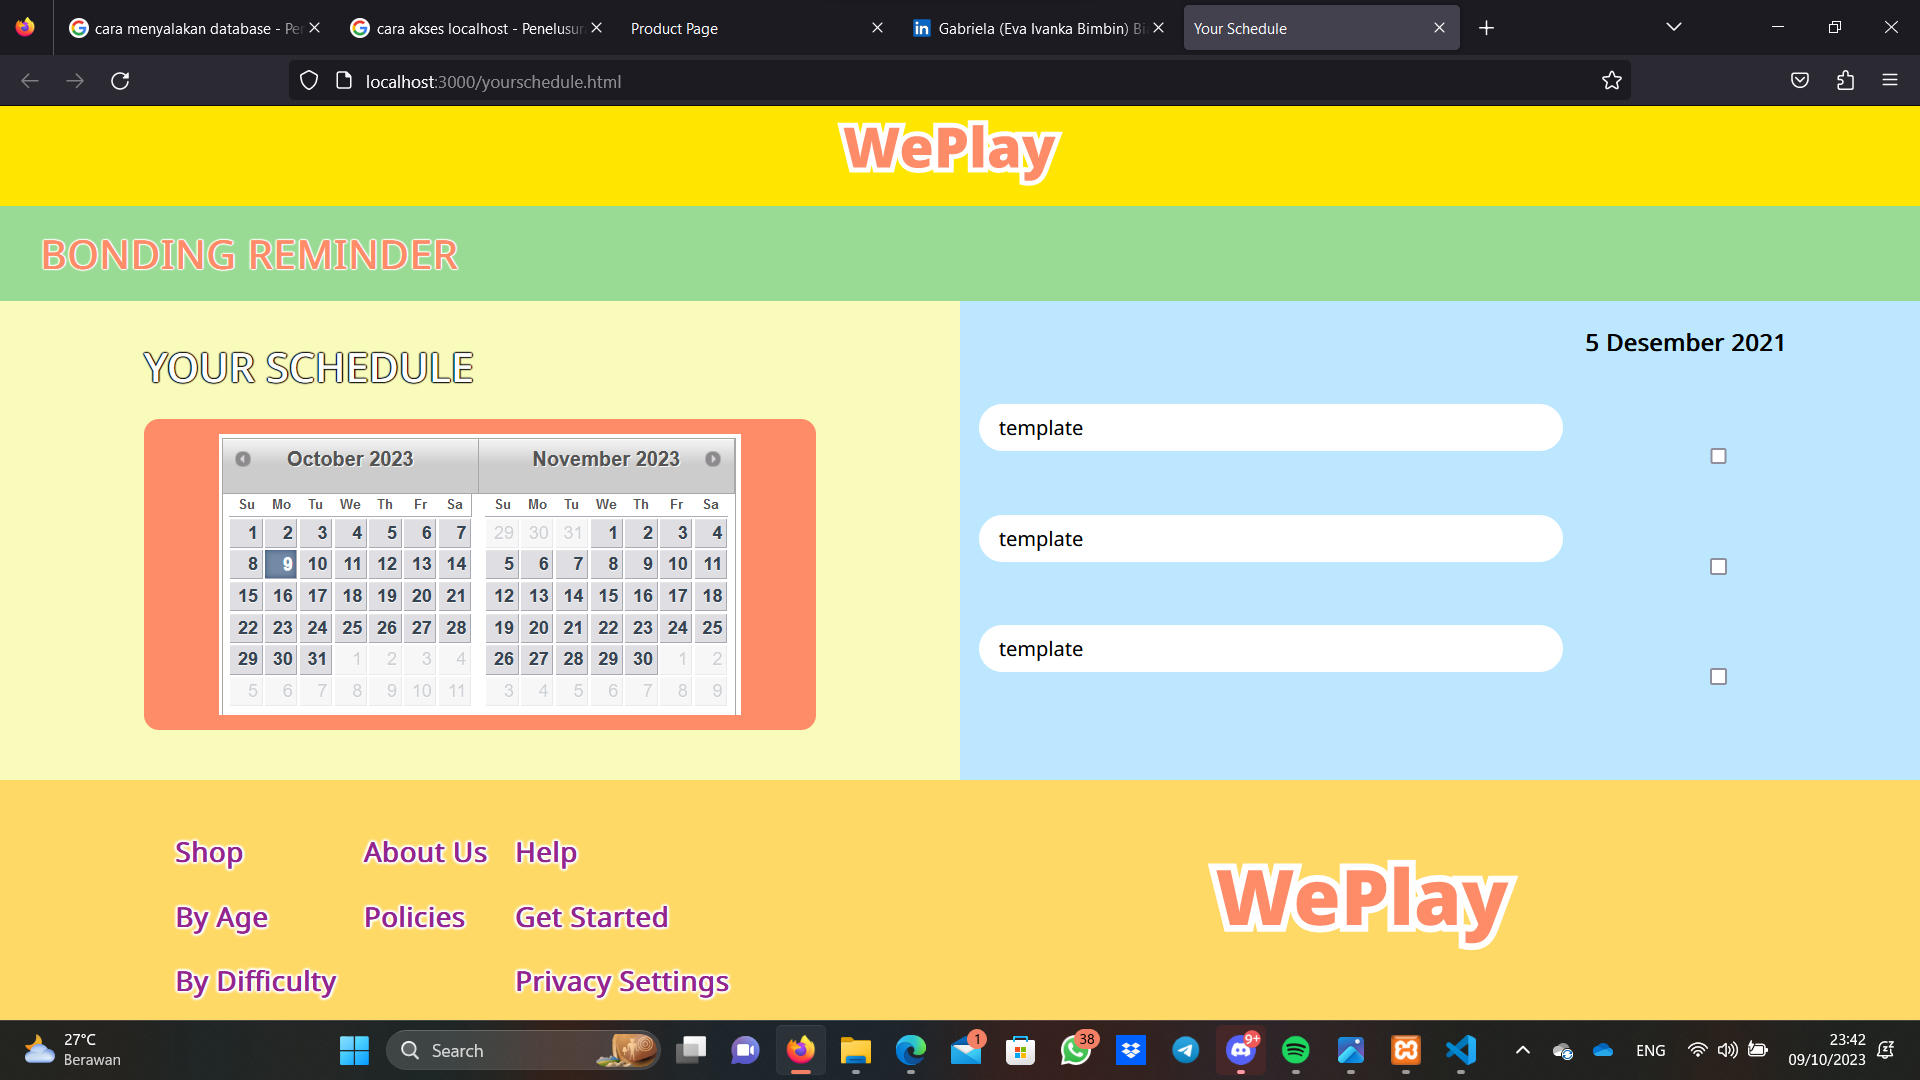 cara menyalakan database - Pe
cara akses localhost - Penelusur
Product Page
Gabriela (Eva Ivanka Bimbin) B
Your Schedule
localhost:3000/yourschedule.html
WePlay
BONDING REMINDER
YOUR SCHEDULE
October 2023
Su Mo Tu We Th Fr Sa
1 2 3 4 5 6 7
8 9 10 11 12 13 14
15 16 17 18 19 20 21
22 23 24 25 26 27 28
29 30 31 1 2 3 4
5 6 7 8 9 10 11
November 2023
Su Mo Tu We Th Fr Sa
29 30 31 1 2 3 4
5 6 7 8 9 10 11
12 13 14 15 16 17 18
19 20 21 22 23 24 25
26 27 28 29 30 1 2
3 4 5 6 7 8 9
5 Desember 2021
template
template
template
Shop About Us Help
By Age Policies Get Started
By Difficulty Privacy Settings
WePlay
27°C
Berawan
Search
1
38
9+
ENG
23:42
09/10/2023